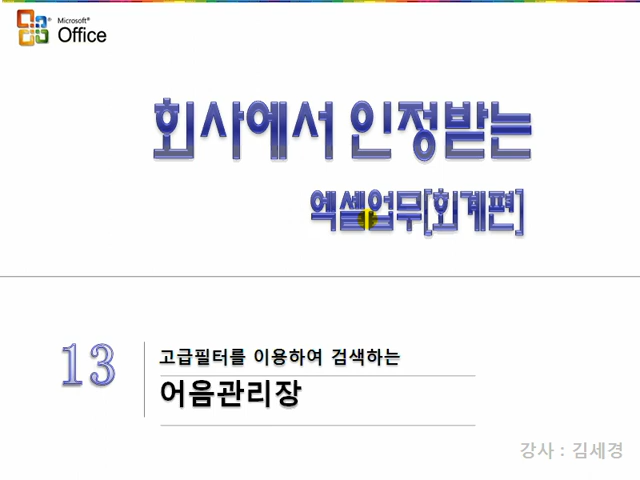 Microsoft®
Office
회사에서 인정받는
엑셀업무[회계편]
13
고급필터를 이용하여 검색하는
어음관리장
강사 : 김세경